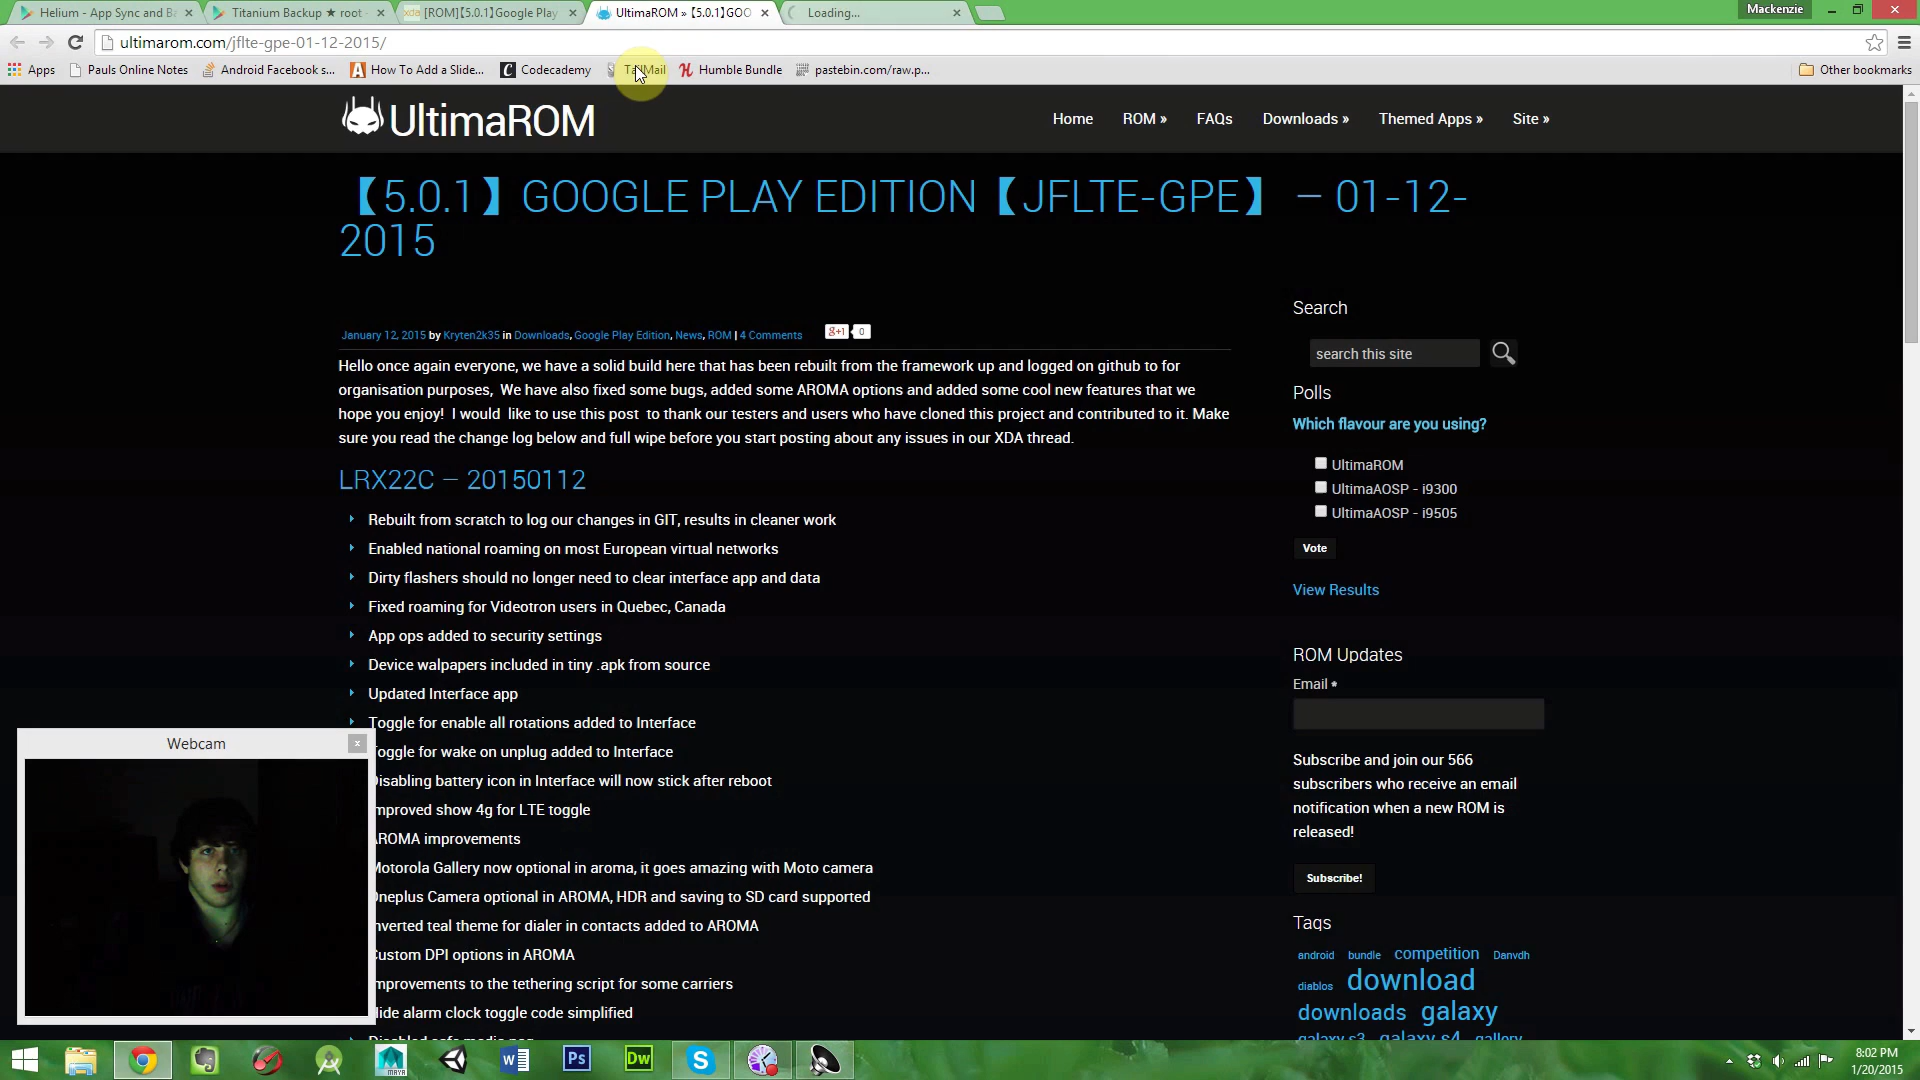 Helium - App Sync and Ba
Titanium Backup ★ root
[ROM]【5.0.1】Google Play
UltimaROM » 【5.0.1】GOO
Loading...
Mackenzie
ultimarom.com/jflte-gpe-01-12-2015/
Apps
Pauls Online Notes
Android Facebook s...
How To Add a Slide...
Codecademy
Humble Bundle
pastebin.com/raw.p...
Other bookmarks
UltimaROM
Home
ROM »
FAQs
Downloads »
Themed Apps »
Site »
【5.0.1】GOOGLE PLAY EDITION【JFLTE-GPE】 – 01-12-
2015
January 12, 2015 by Kryten2k35 in Downloads, Google Play Edition, News, ROM | 4 Comments
g+1 0
Hello once again everyone, we have a solid build here that has been rebuilt from the framework up and logged on github to for
organisation purposes, We have also fixed some bugs, added some AROMA options and added some cool new features that we
hope you enjoy! I would like to use this post to thank our testers and users who have cloned this project and contributed to it. Make
sure you read the change log below and full wipe before you start posting about any issues in our XDA thread.
LRX22C – 20150112
Rebuilt from scratch to log our changes in GIT, results in cleaner work
Enabled national roaming on most European virtual networks
Dirty flashers should no longer need to clear interface app and data
Fixed roaming for Videotron users in Quebec, Canada
App ops added to security settings
Device walpapers included in tiny .apk from source
Updated Interface app
Toggle for enable all rotations added to Interface
oggle for wake on unplug added to Interface
isabling battery icon in Interface will now stick after reboot
mproved show 4g for LTE toggle
AROMA improvements
Motorola Gallery now optional in aroma, it goes amazing with Moto camera
Oneplus Camera optional in AROMA, HDR and saving to SD card supported
nverted teal theme for dialer in contacts added to AROMA
ustom DPI options in AROMA
mprovements to the tethering script for some carriers
lide alarm clock toggle code simplified
Search
search this site
Polls
Which flavour are you using?
UltimaROM
UltimaAOSP - i9300
UltimaAOSP - i9505
Vote
View Results
ROM Updates
Email *
Subscribe and join our 566
subscribers who receive an email
notification when a new ROM is
released!
Subscribe!
Tags
android bundle competition Danvdh
diablos download
downloads galaxy
galaxy s3 galaxy s4 gallery
Webcam
MAYA
W
Ps
Dw
S
8:02 PM
1/20/2015